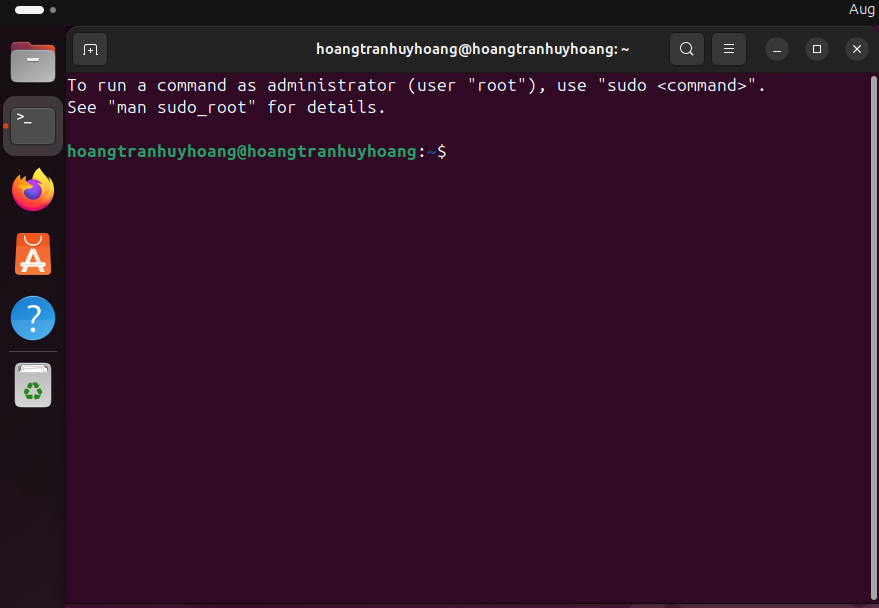 Aug
hoangtranhuyhoang@hoangtranhuyhoang: ~
To run a command as administrator (user "root"), use "sudo <command>".
See "man sudo_root" for details.
hoangtranhuyhoang@hoangtranhuyhoang:~$